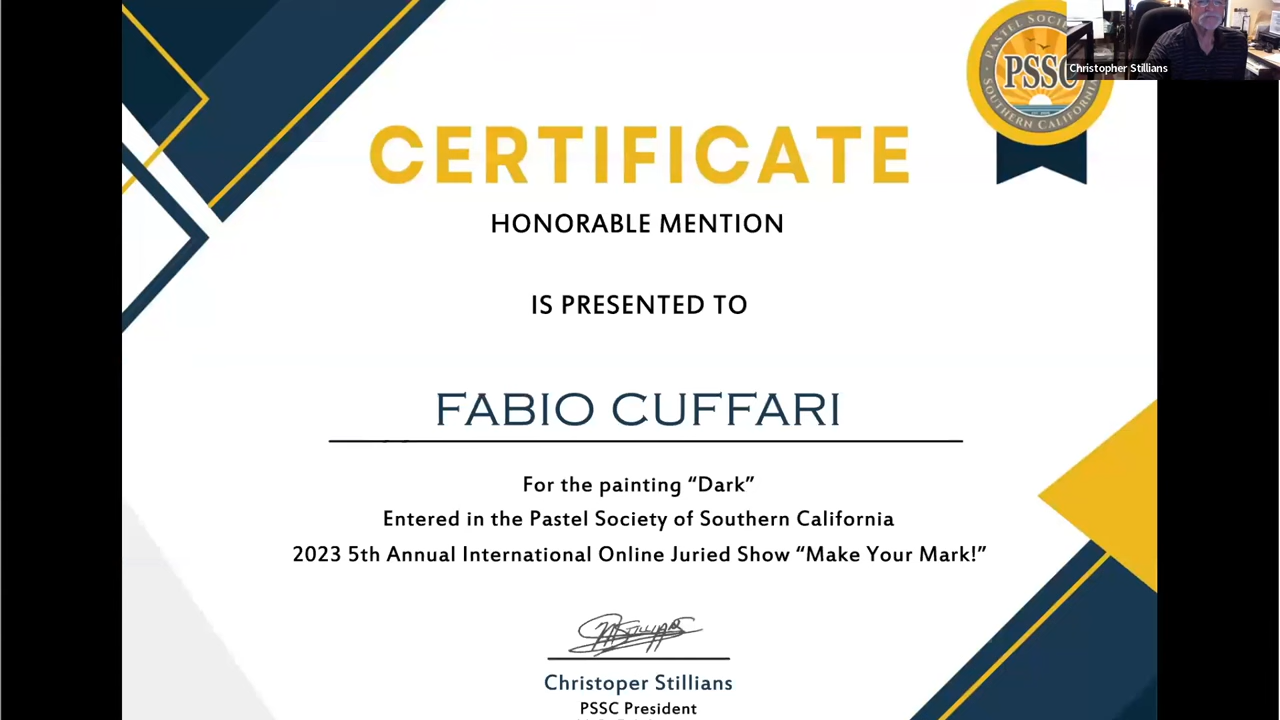 CERTIFICATE
HONORABLE MENTION
IS PRESENTED TO
FABIO CUFFARI
For the painting “Dark”
Entered in the Pastel Society of Southern California
2023 5th Annual International Online Juried Show “Make Your Mark!”
Christoper Stillians
PSSC President
PASTEL SOCI
PSSC
SOUTHERN CALIFORNIA
Christopher Stillians